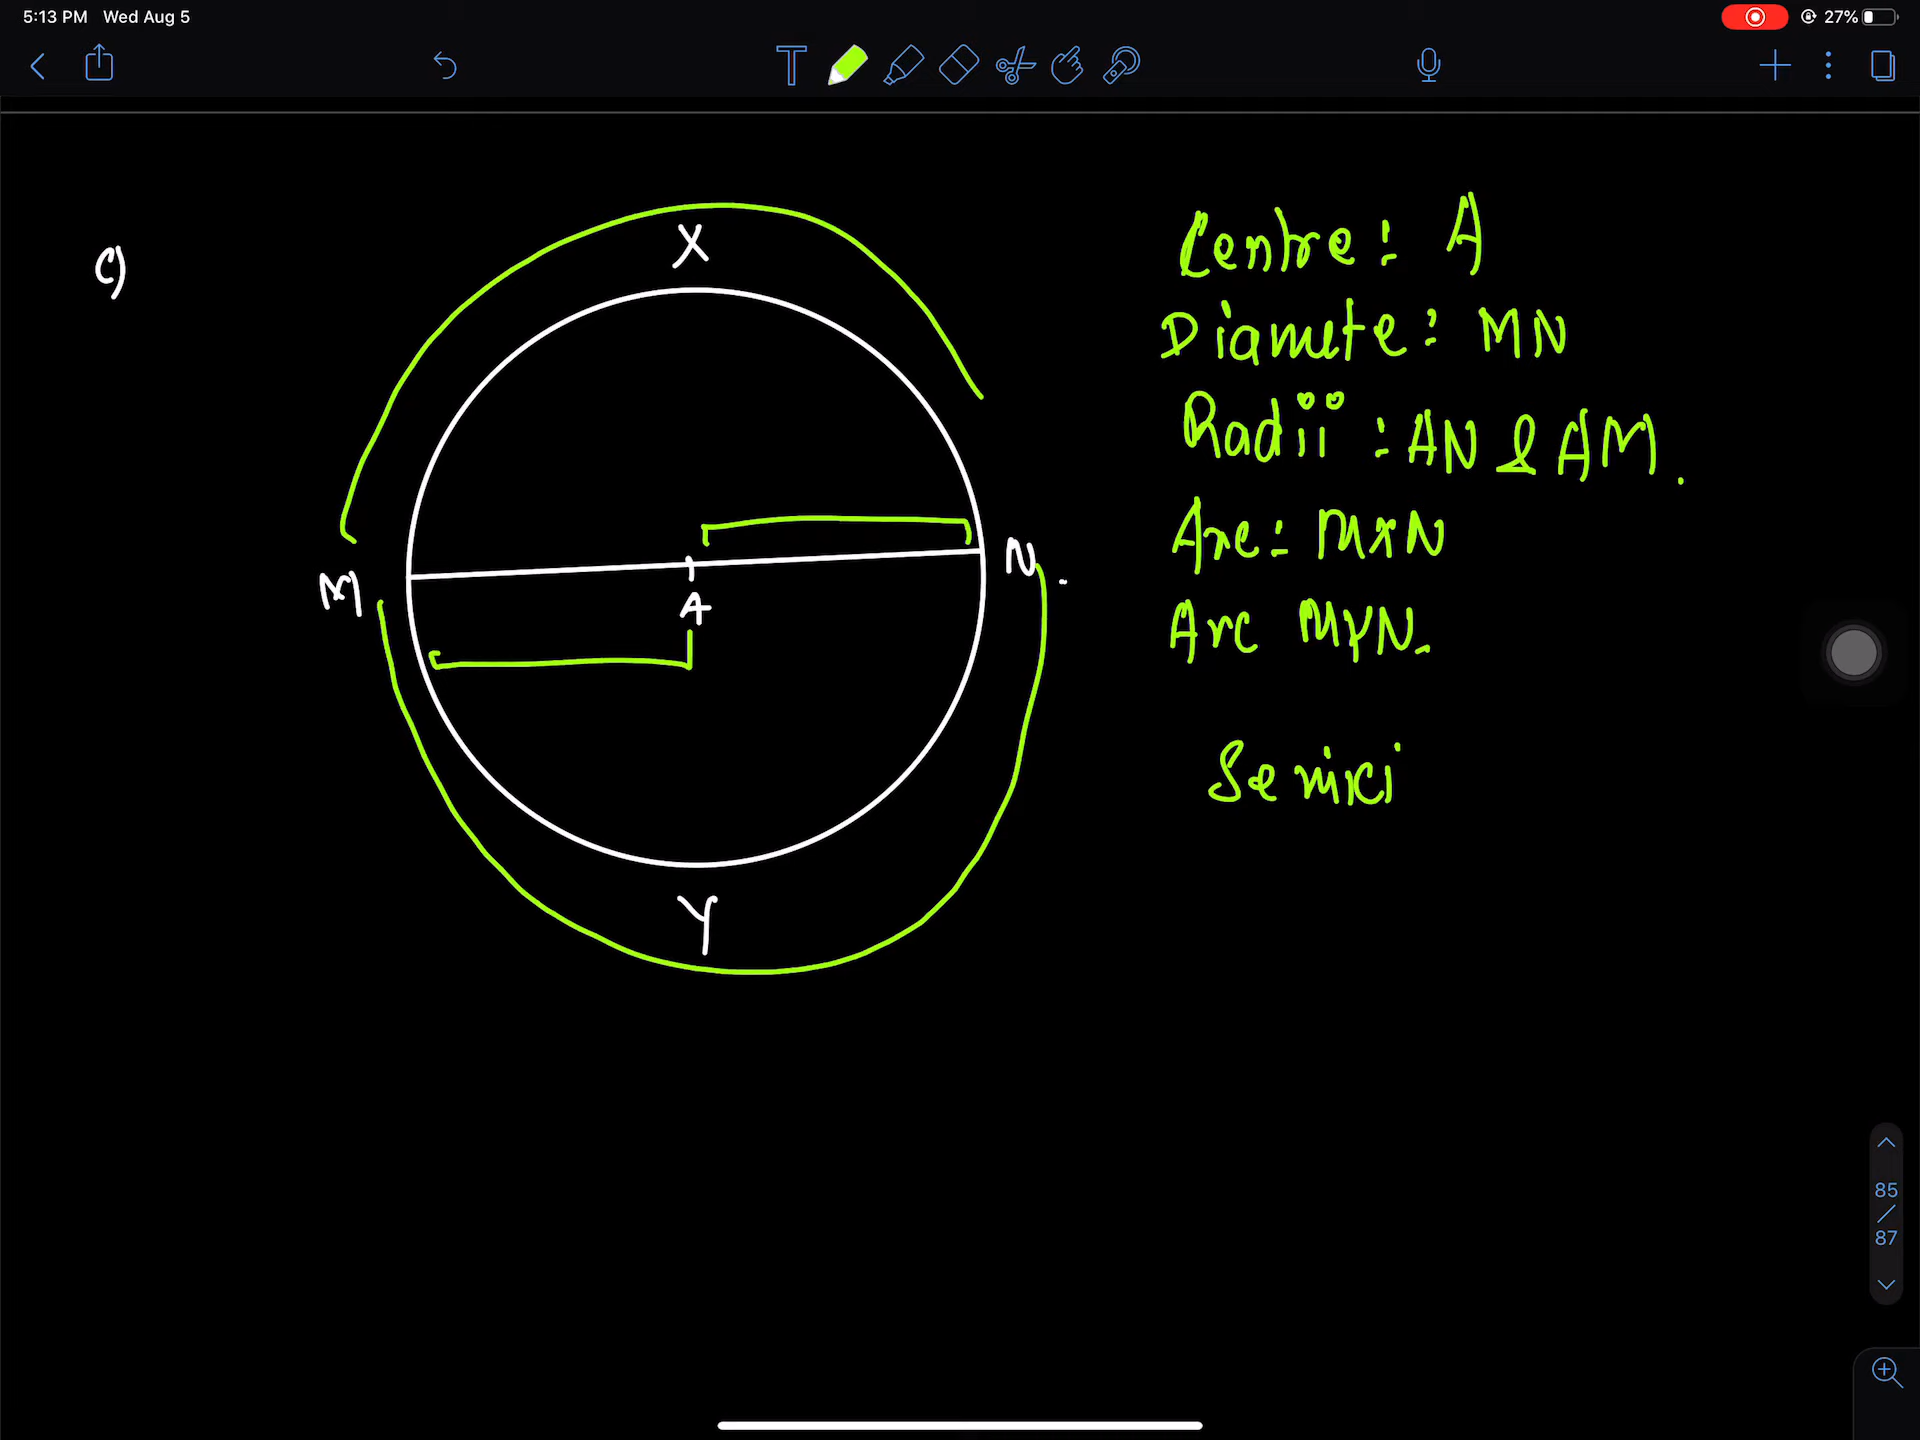 5:13 PM Wed Aug 5
27%
T
C)
X
M
N.
A
Y
Centre: A
Diamete: MN
Radii: AN & AM.
Arc: MXN
Arc MYN.
Semici
85
/
87